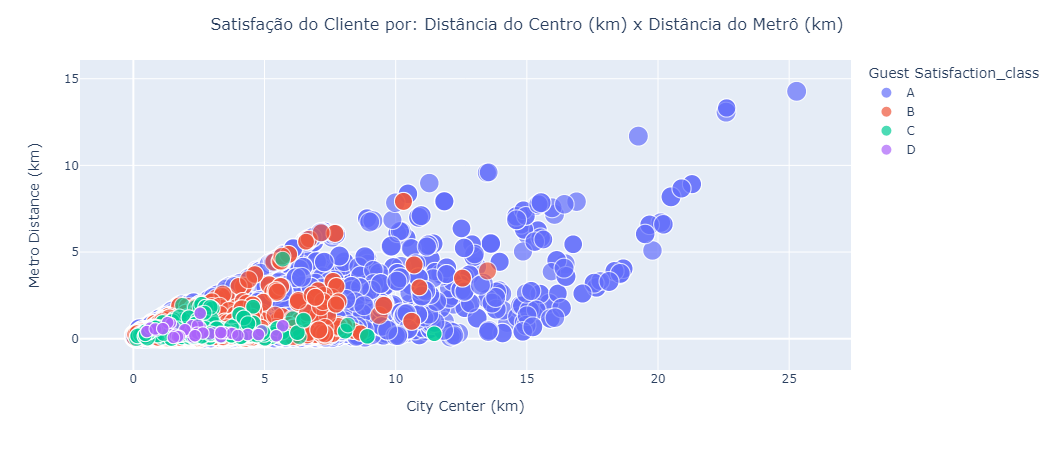 Satisfação do Cliente por: Distância do Centro (km) x Distância do Metrô (km)
Guest Satisfaction_class
A
B
C
D
Metro Distance (km)
15
10
5
0
0 5 10 15 20 25
City Center (km)